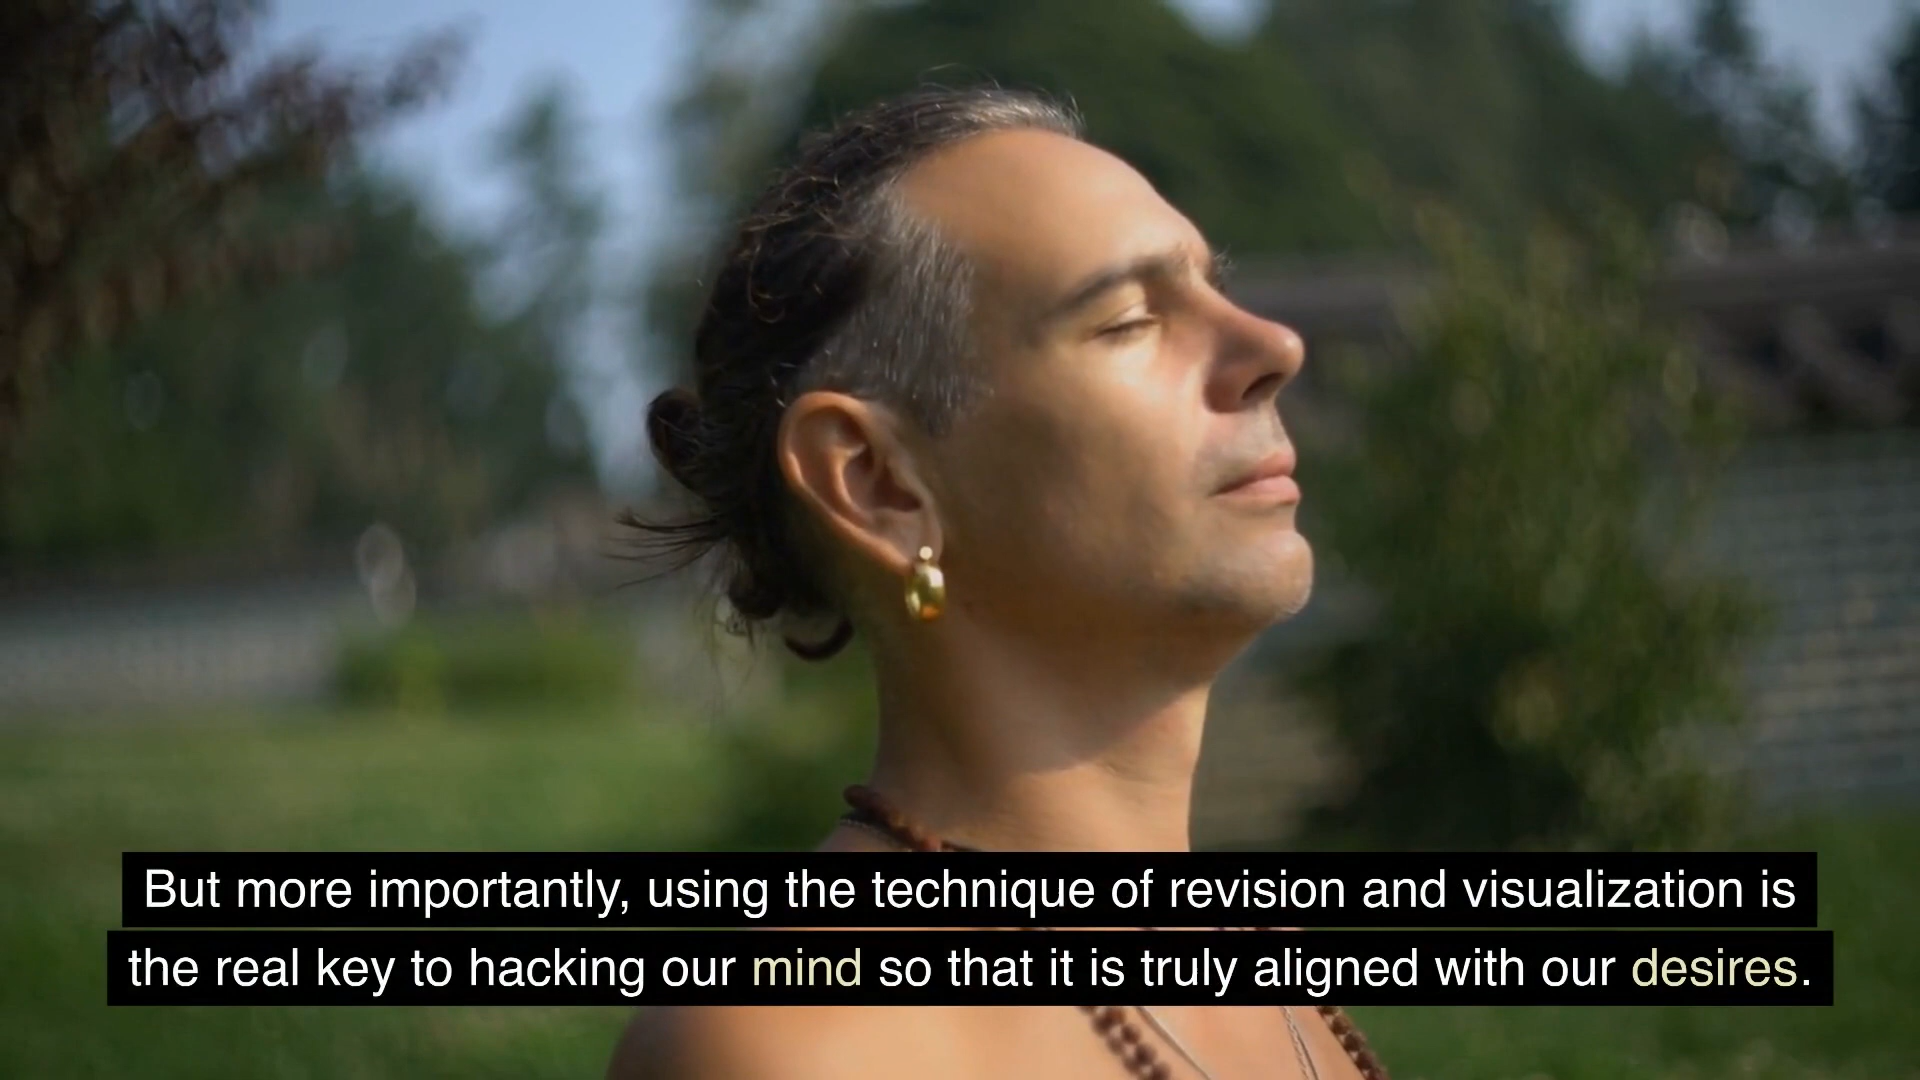 But more importantly, using the technique of revision and visualization is
the real key to hacking our mind so that it is truly aligned with our desires.